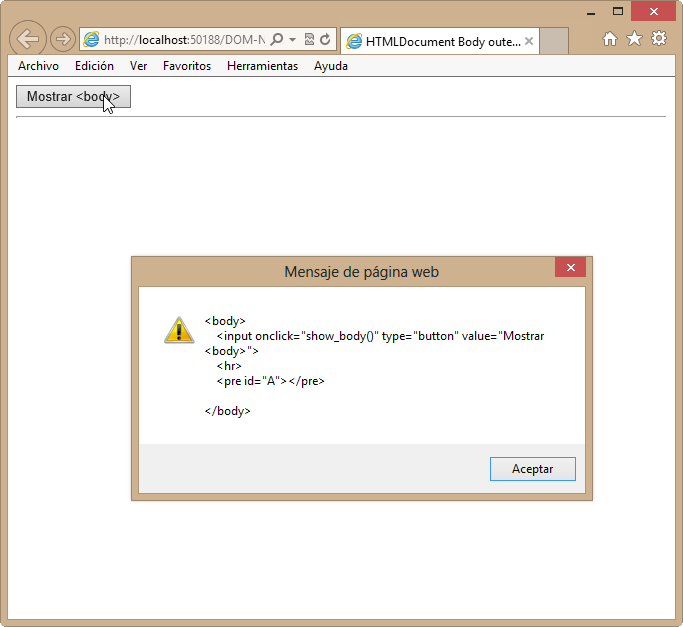 http://localhost:50188/DOM-N
HTMLDocument Body oute...
Archivo Edición Ver Favoritos Herramientas Ayuda
Mostrar <body>
Mensaje de página web
<body>
<input onclick="show_body()" type="button" value="Mostrar
<body>">
<hr>
<pre id="A"></pre>
</body>
Aceptar